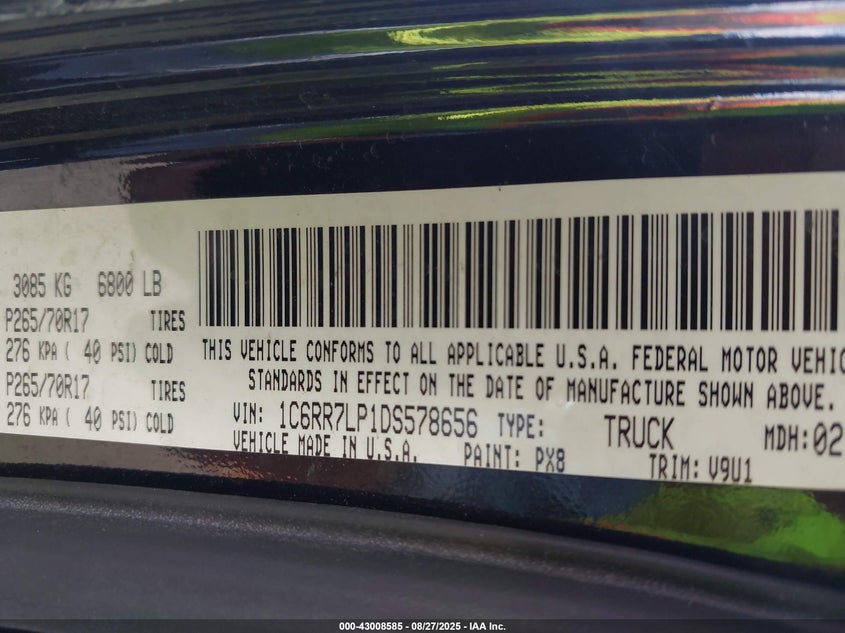 3085 KG 6800 LB
P265/70R17 TIRES
276 KPA ( 40 PSI) COLD
P265/70R17 TIRES
276 KPA ( 40 PSI) COLD
THIS VEHICLE CONFORMS TO ALL APPLICABLE U.S.A. FEDERAL MOTOR VEHIC
STANDARDS IN EFFECT ON THE DATE OF MANUFACTURE SHOWN ABOVE.
VIN: 1C6RR7LP1DS578656 TYPE: TRUCK MDH: 02
VEHICLE MADE IN U.S.A. PAINT: PX8 TRIM: V9U1
000-43008585 - 08/27/2025 - IAA Inc.